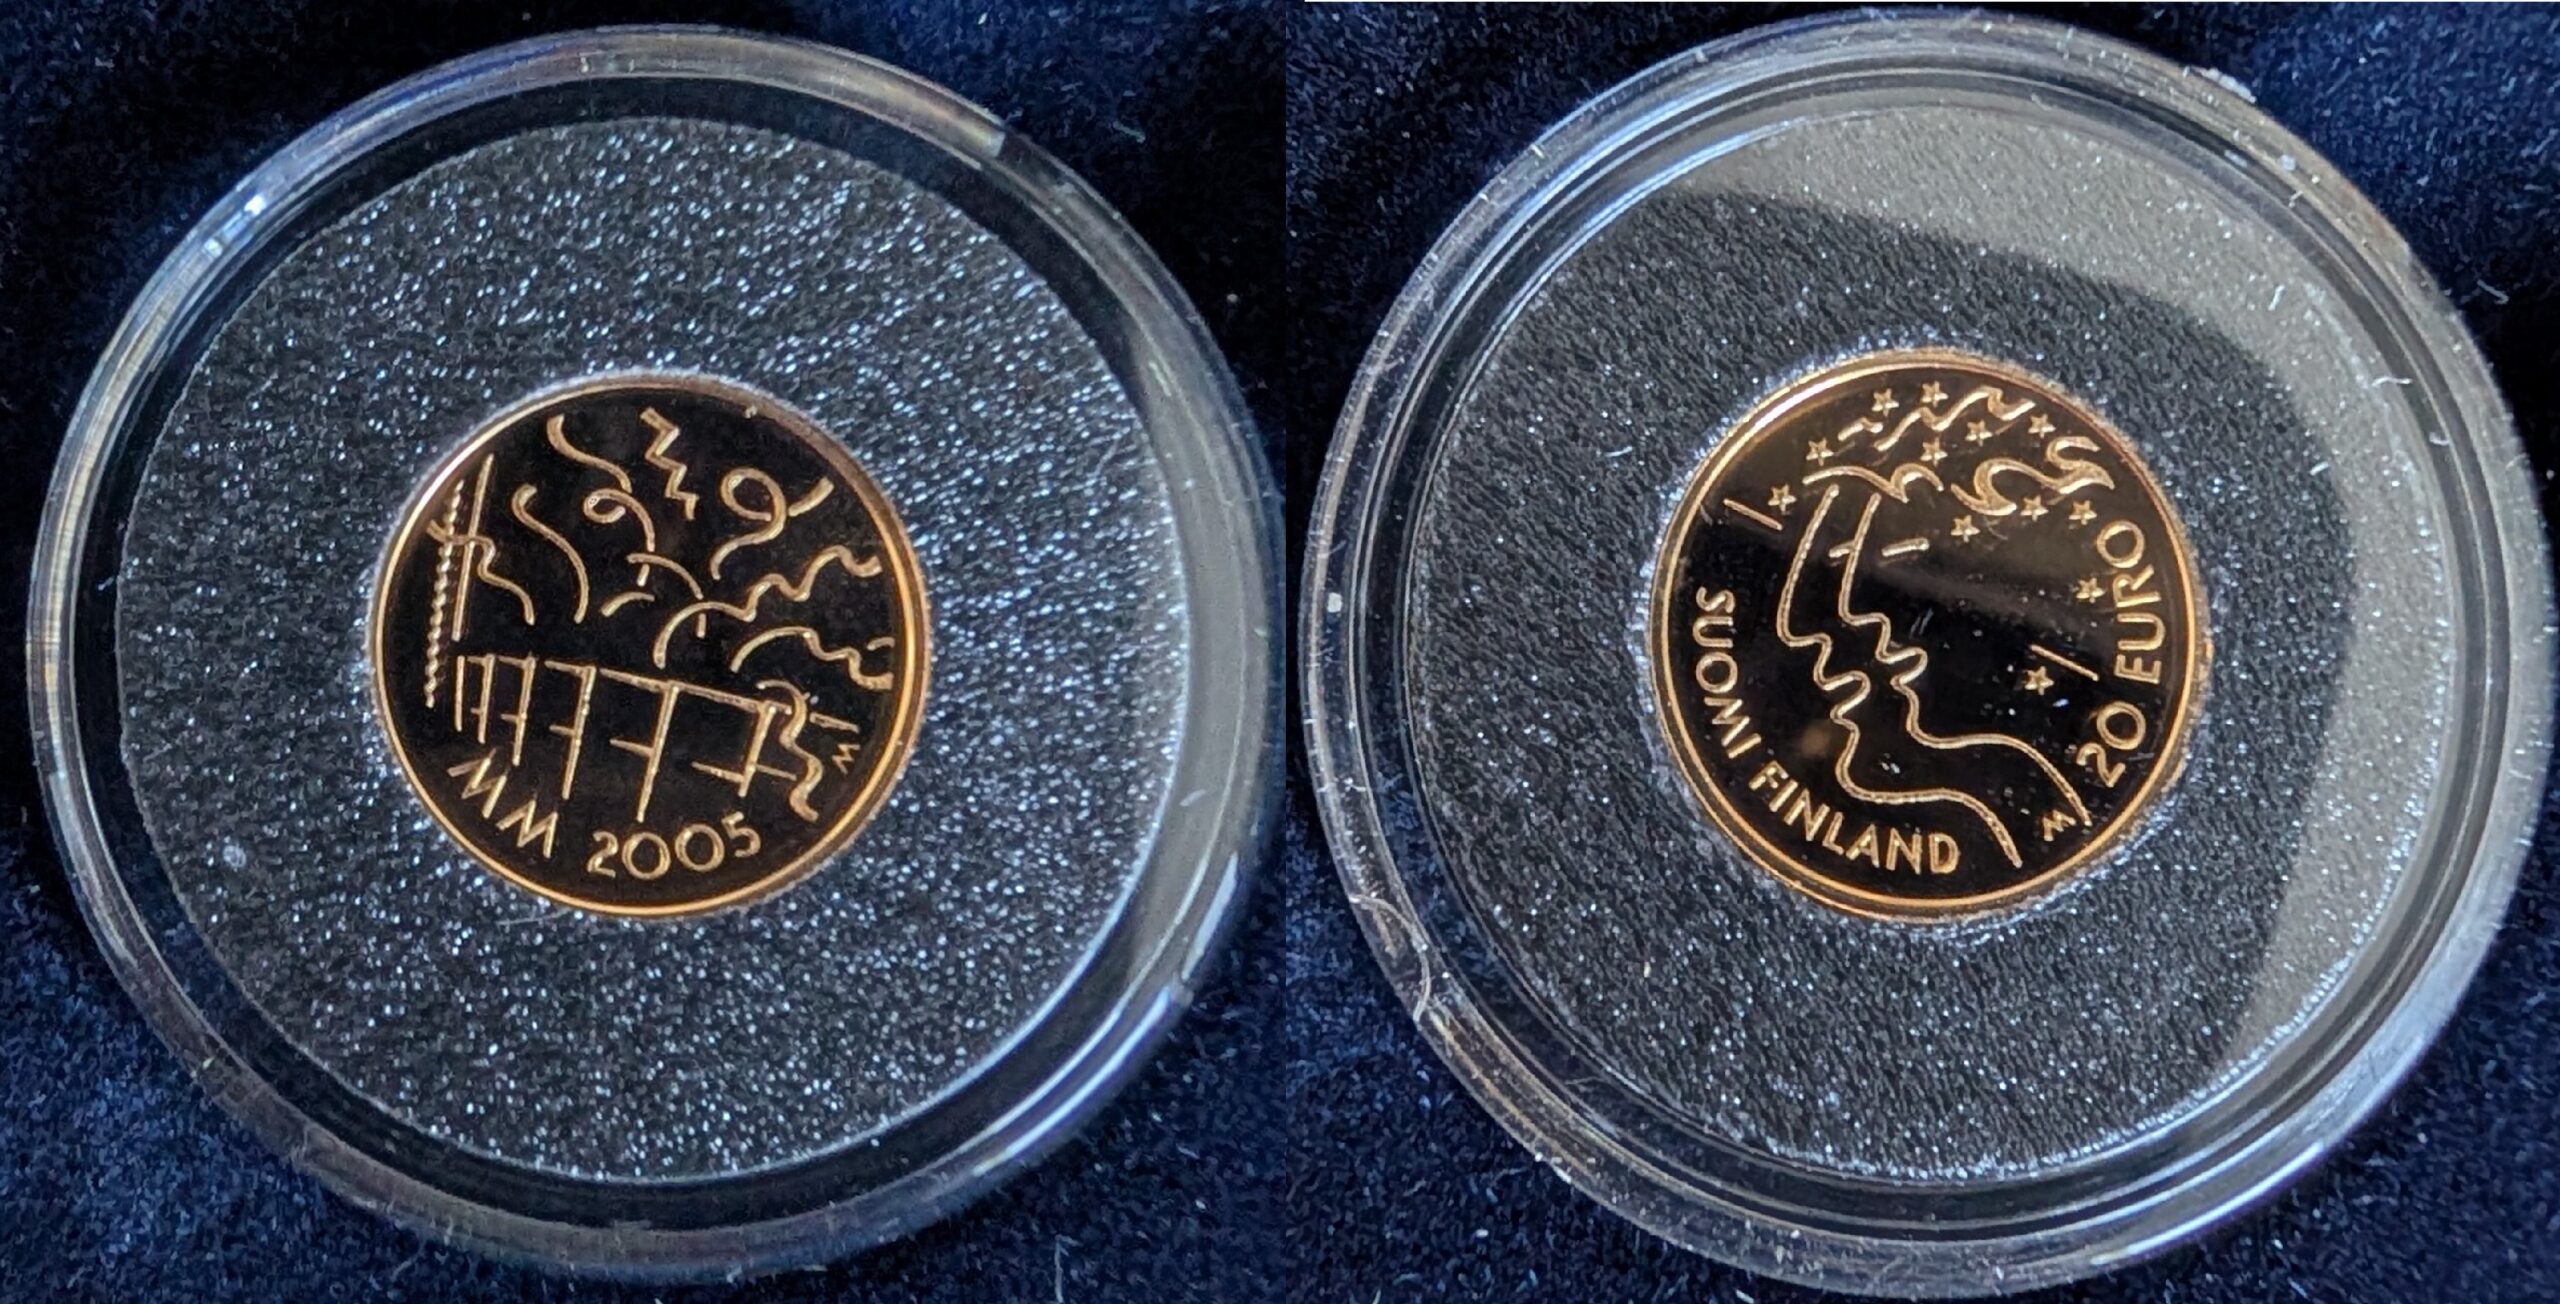 MM 2005
M
SUOMI FINLAND
20 EURO
M